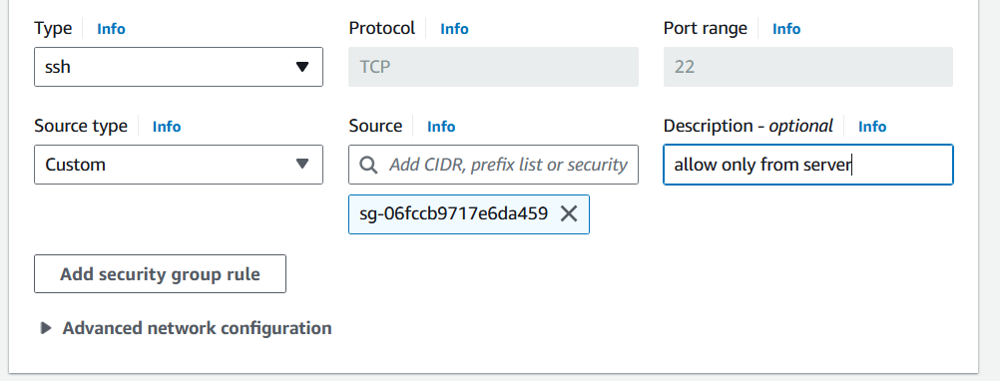 Type Info Protocol Info Port range Info
ssh TCP 22
Source type Info Source Info Description - optional Info
Custom Add CIDR, prefix list or security allow only from server
sg-06fccb9717e6da459
Add security group rule
Advanced network configuration